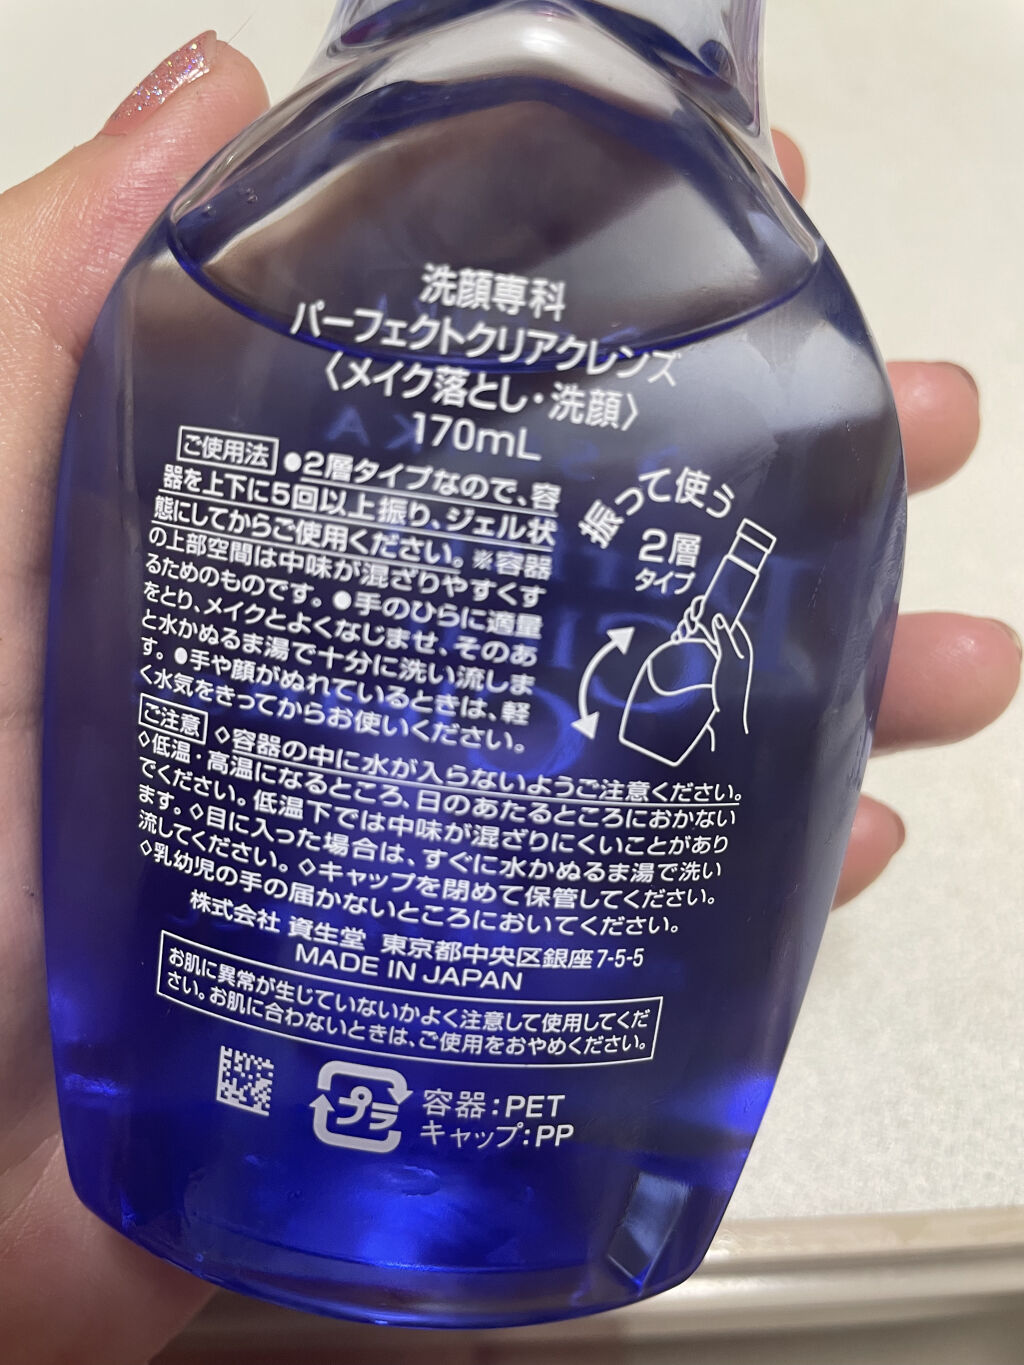 洗顔専科
パーフェクトクリアクレンズ
〈メイク落とし・洗顔〉
170mL
ご使用法 ●2層タイプなので、容
器を上下に5回以上振り、ジェル状
態にしてからご使用ください。※容器
の上部空間は中味が混ざりやすくす
るためのものです。●手のひらに適量
をとり、メイクとよくなじませ、そのあ
と水かぬるま湯で十分に洗い流しま
す。●手や顔がぬれているときは、軽
く水気をきってからお使いください。
振って使う
2層
タイプ
ご注意 ◇容器の中に水が入らないようご注意ください。
◇低温・高温になるところ、日のあたるところにおかない
でください。低温下では中味が混ざりにくいことがあり
ます。◇目に入った場合は、すぐに水かぬるま湯で洗い
流してください。◇キャップを閉めて保管してください。
◇乳幼児の手の届かないところにおいてください。
株式会社 資生堂 東京都中央区銀座7-5-5
MADE IN JAPAN
お肌に異常が生じていないかよく注意して使用してくだ
さい。お肌に合わないときは、ご使用をおやめください。
プラ
容器:PET
キャップ:PP